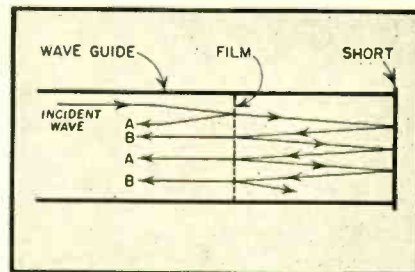 WAVE GUIDE
FILM
SHORT
INCIDENT
WAVE
A
B
A
B